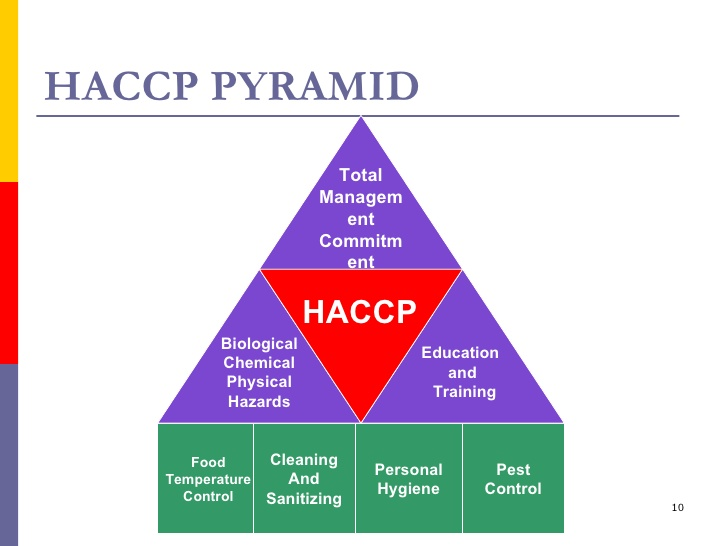 HACCP PYRAMID
Total
Managem
ent
Commitm
ent
HACCP
Biological
Chemical
Physical
Hazards
Education
and
Training
Food
Temperature
Control
Cleaning
And
Sanitizing
Personal
Hygiene
Pest
Control
10